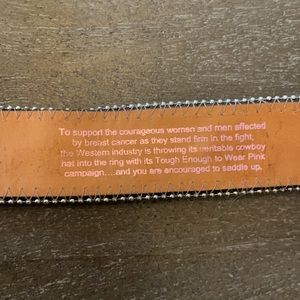 To support the courageous women and men affected
by breast cancer as they stand firm in the fight,
the Western industry is throwing its veritable cowboy
hat into the ring with its Tough Enough to Wear Pink
campaign....and you are encouraged to saddle up.